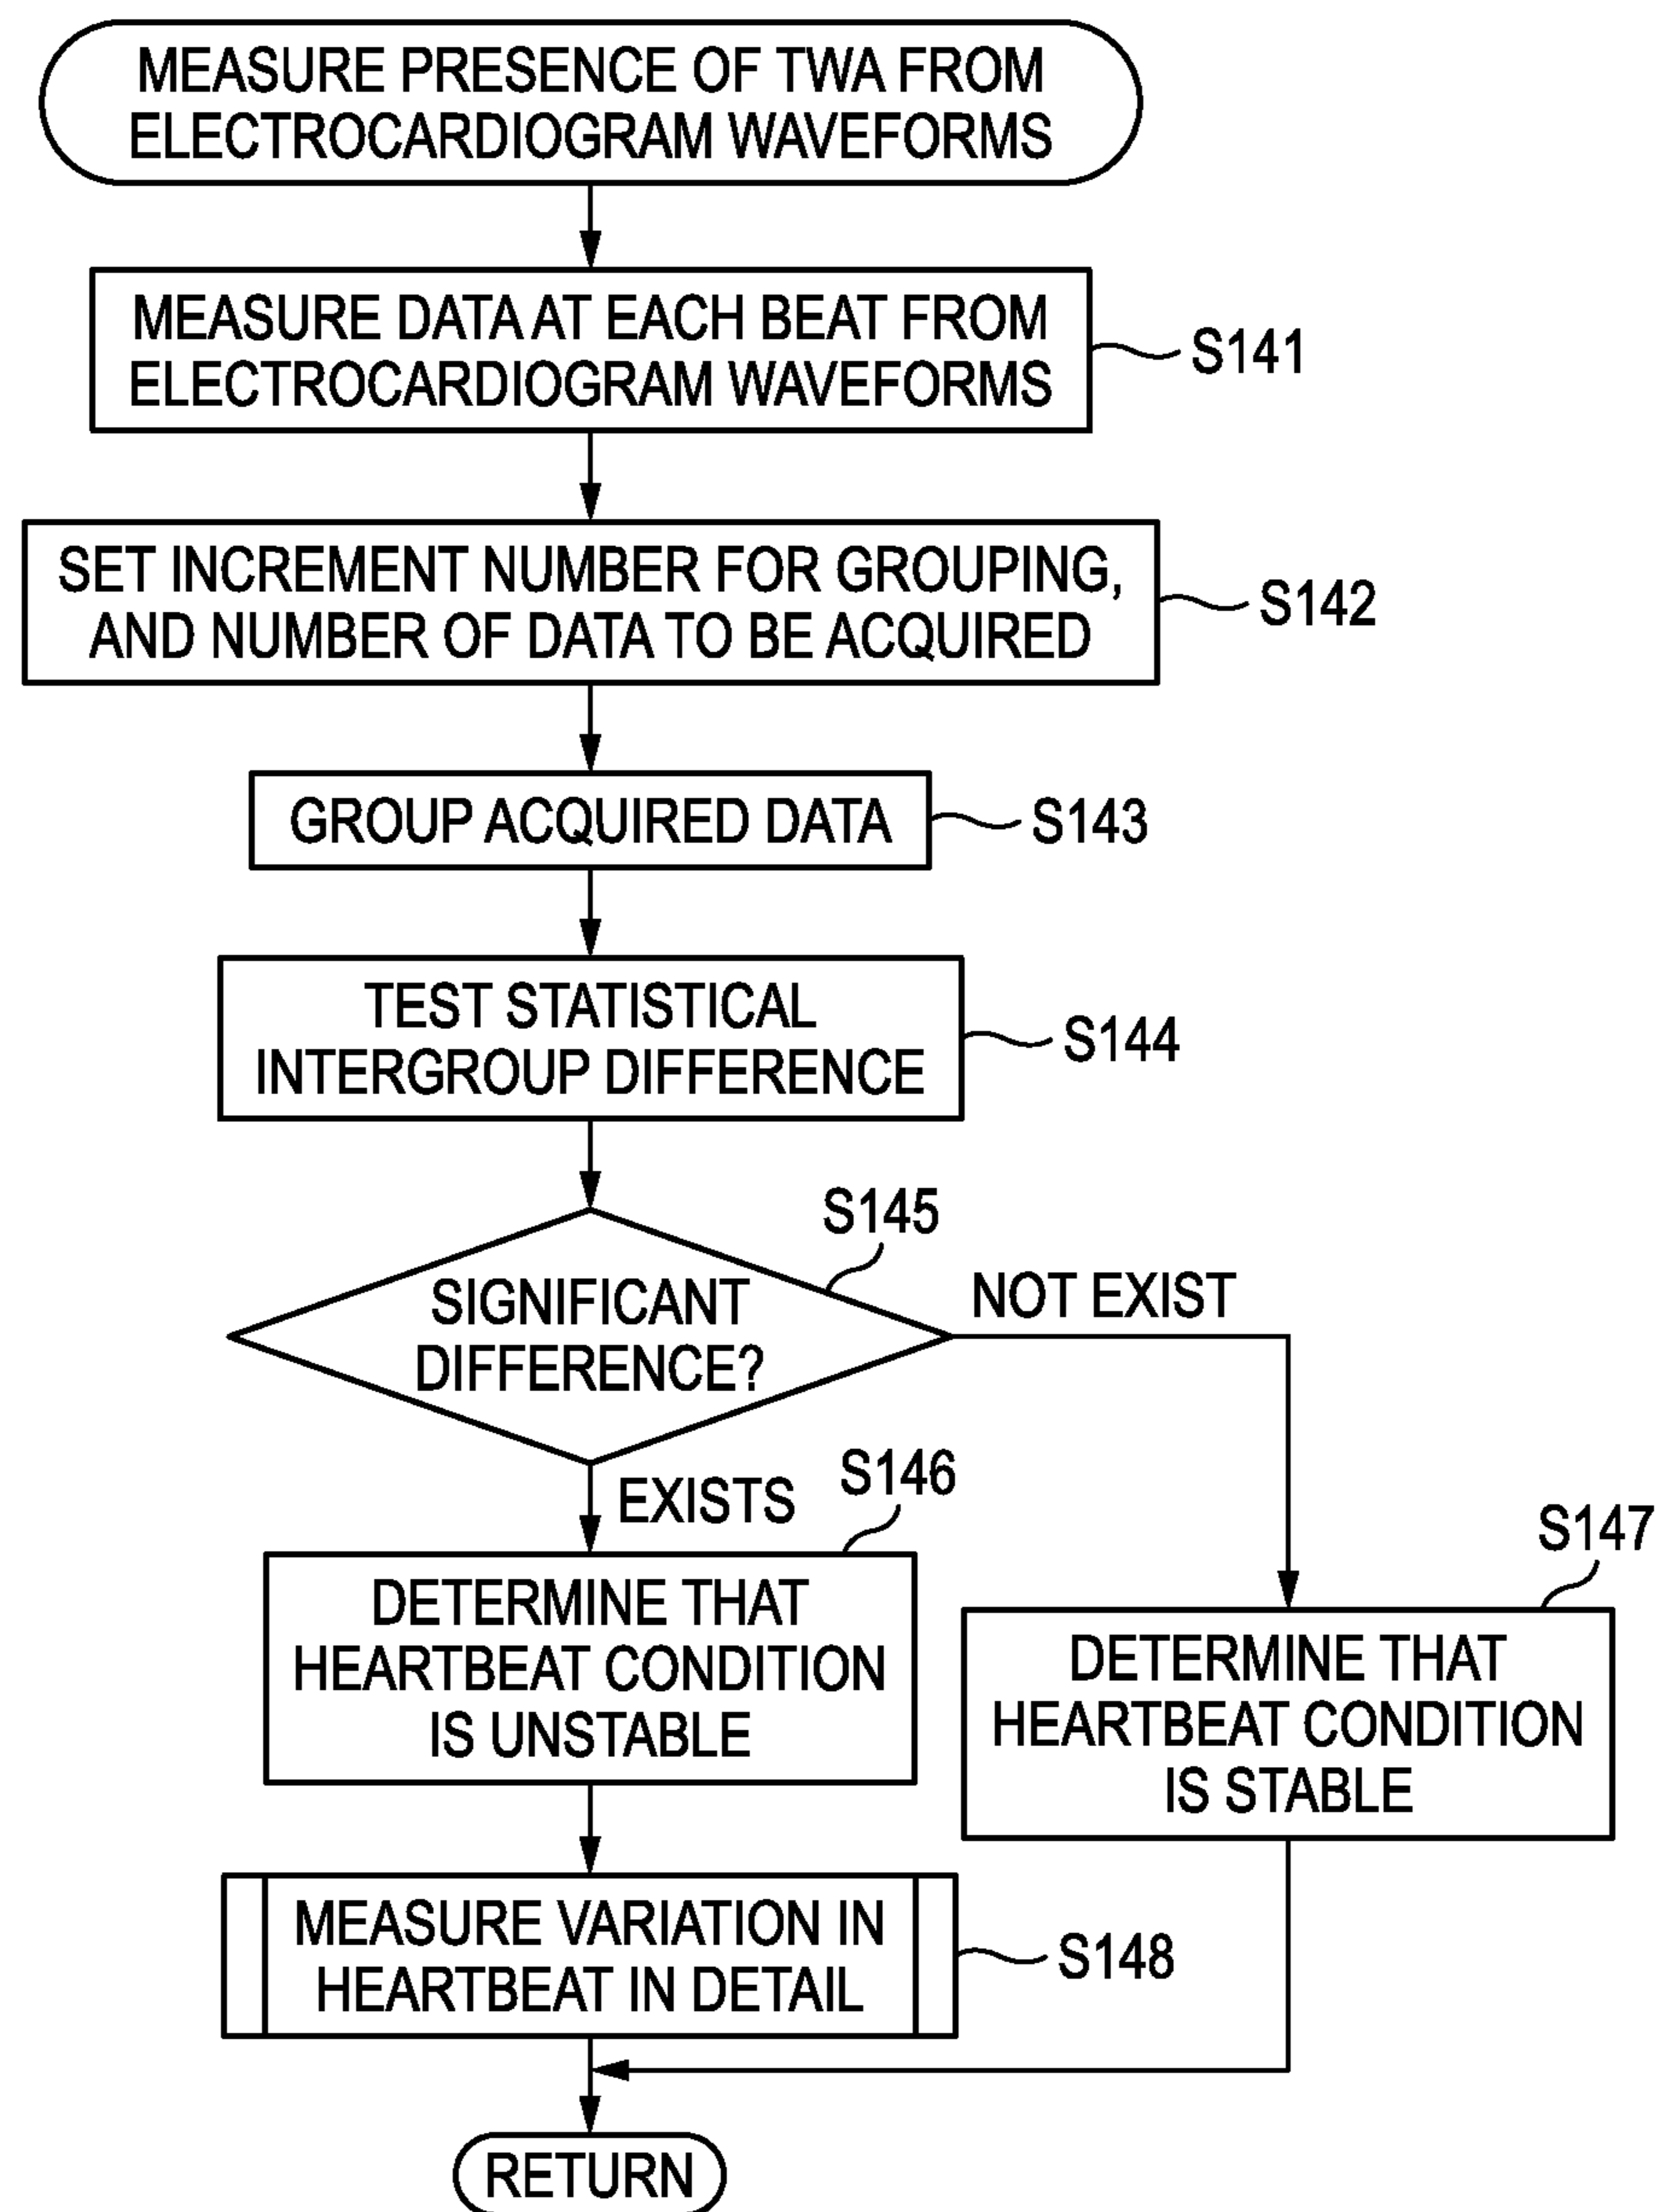 MEASURE PRESENCE OF TWA FROM
ELECTROCARDIOGRAM WAVEFORMS
MEASURE DATA AT EACH BEAT FROM
ELECTROCARDIOGRAM WAVEFORMS
S141
SET INCREMENT NUMBER FOR GROUPING,
AND NUMBER OF DATA TO BE ACQUIRED
S142
GROUP ACQUIRED DATA
S143
TEST STATISTICAL
INTERGROUP DIFFERENCE
S144
S145
SIGNIFICANT
DIFFERENCE?
NOT EXIST
EXISTS
S146
DETERMINE THAT
HEARTBEAT CONDITION
IS UNSTABLE
S147
DETERMINE THAT
HEARTBEAT CONDITION
IS STABLE
MEASURE VARIATION IN
HEARTBEAT IN DETAIL
S148
RETURN